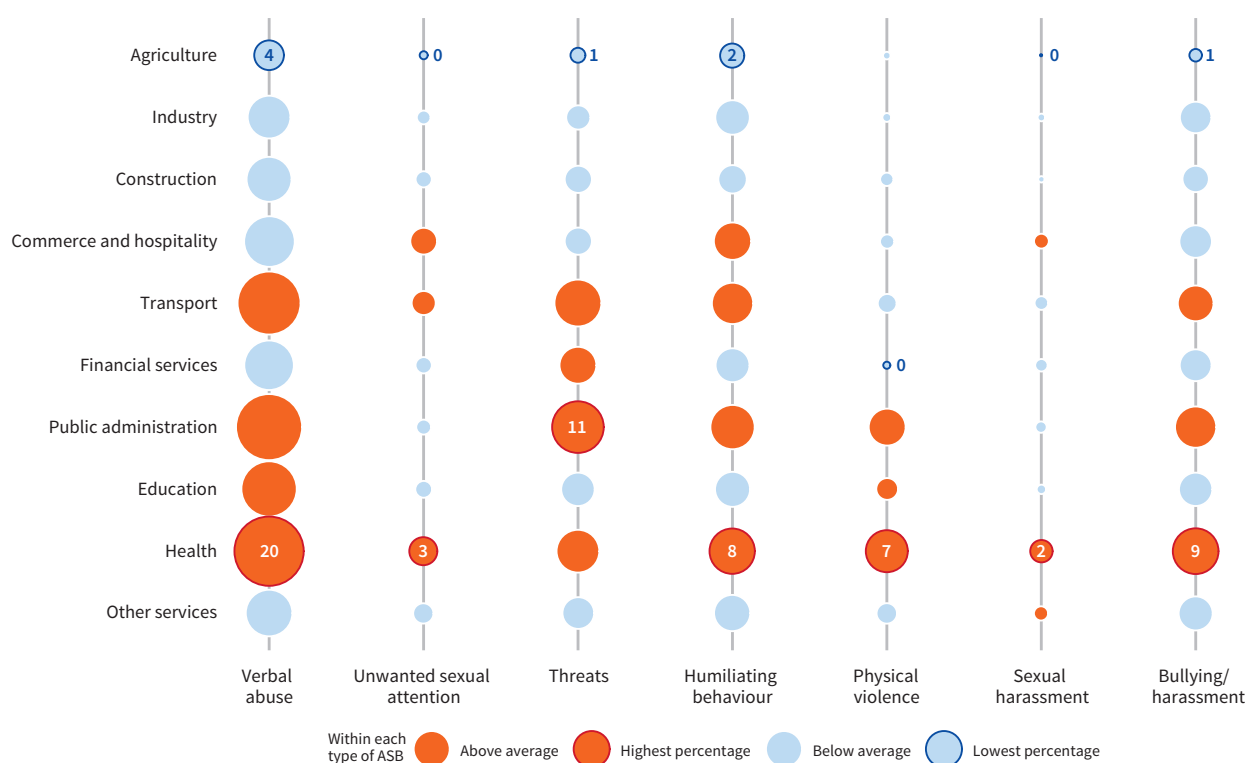 Agriculture
4
0
1
2
0
1
Industry
Construction
Commerce and hospitality
Transport
Financial services
0
Public administration
11
Education
Health
20
3
8
7
2
9
Other services
Verbal
abuse
Unwanted sexual
attention
Threats
Humiliating
behaviour
Physical
violence
Sexual
harassment
Bullying/
harassment
Within each
type of ASB
Above average
Highest percentage
Below average
Lowest percentage